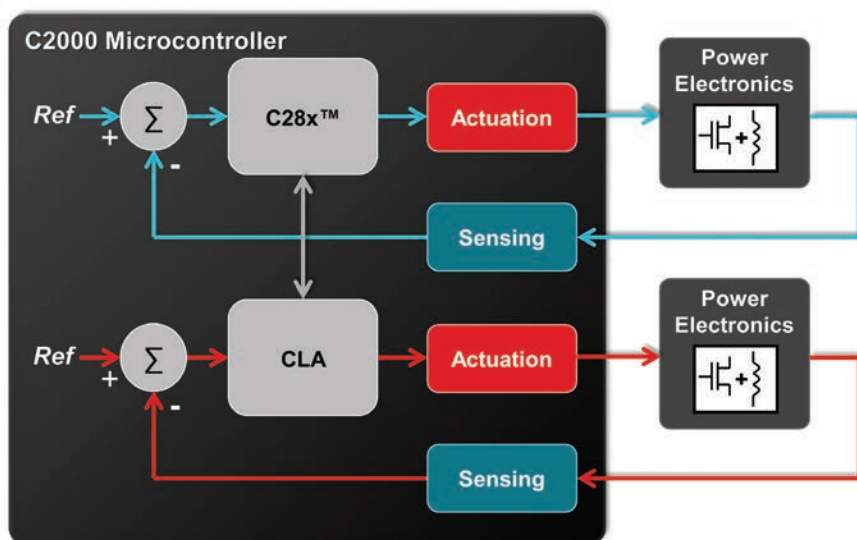 C2000 Microcontroller
Ref
+
Σ
-
C28x™
Actuation
Power
Electronics
+
Sensing
Ref
+
Σ
-
CLA
Actuation
Power
Electronics
+
Sensing